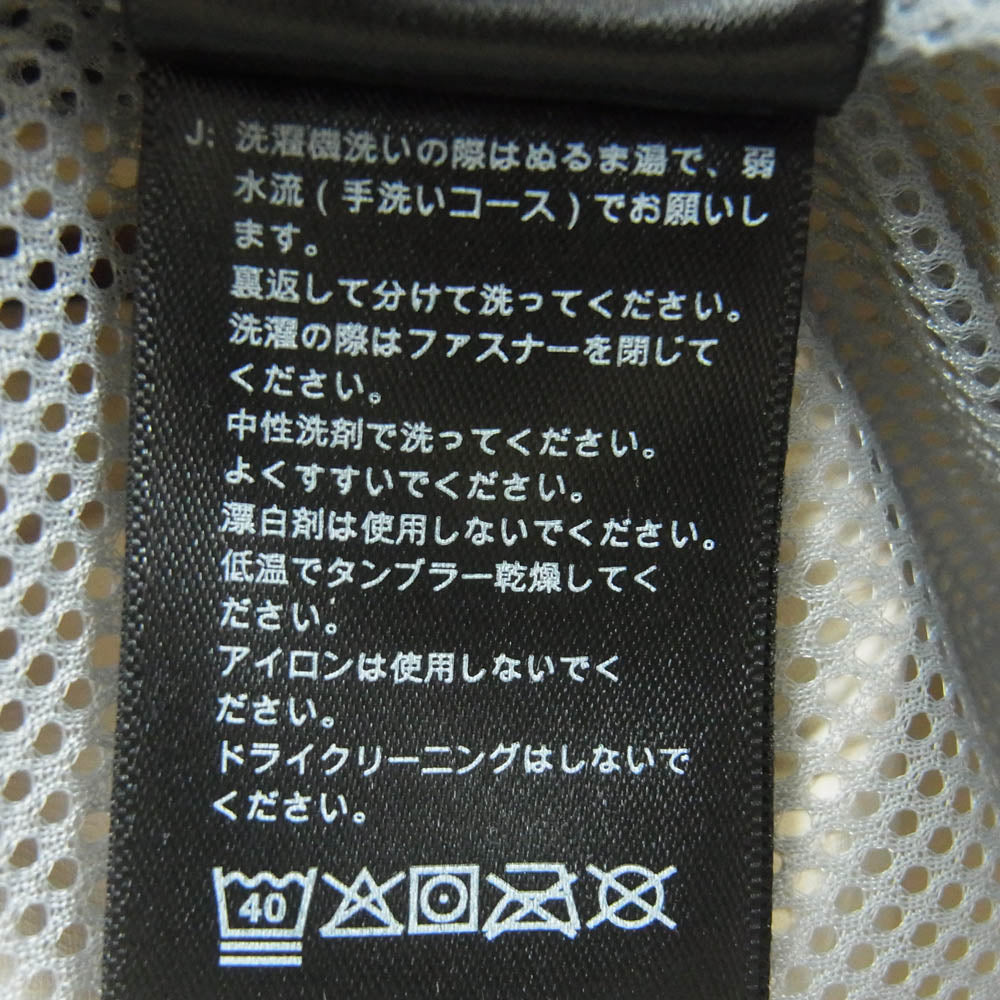 J: 洗濯機洗いの際はぬるま湯で、弱
水流(手洗いコース)でお願いし
ます。
裏返して分けて洗ってください。
洗濯の際はファスナーを閉じて
ください。
中性洗剤で洗ってください。
よくすすいでください。
漂白剤は使用しないでください。
低温でタンブラー乾燥してく
ださい。
アイロンは使用しないでく
ださい。
ドライクリーニングはしないで
ください。
40